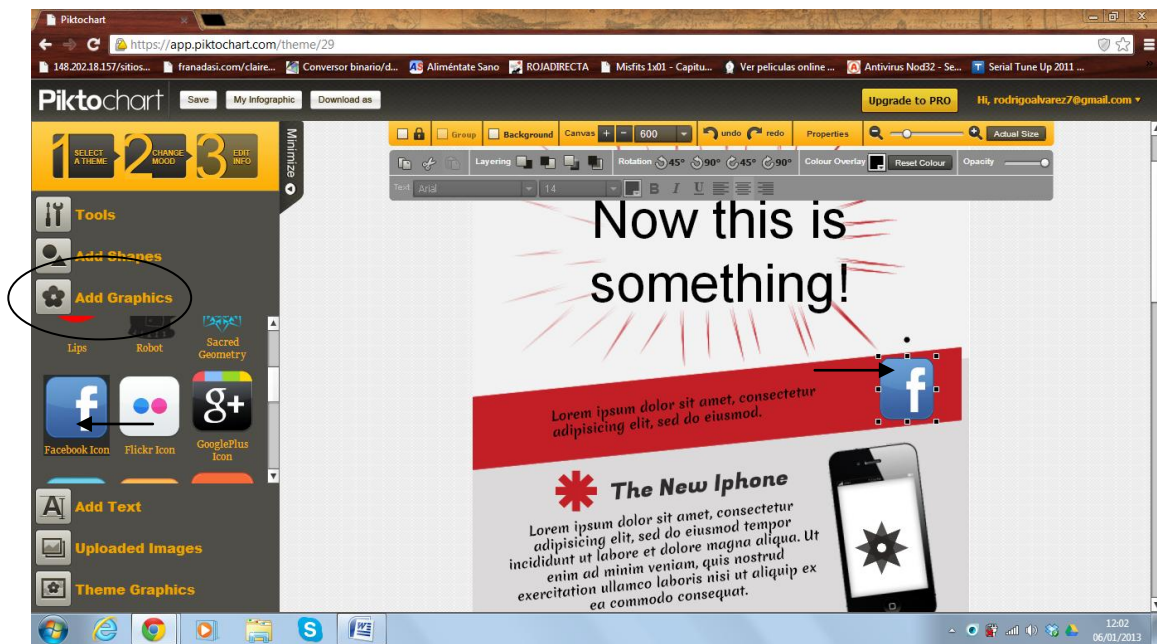 Piktochart
https://app.piktochart.com/theme/29
148.202.18.157/sitios... franadasi.com/claire... Conversor binario/d... Aliméntate Sano ROJADIRECTA Misfits 1x01 - Capitu... Ver peliculas online ... Antivirus Nod32 - Se... Serial Tune Up 2011 ...
Piktochart Save My Infographic Download as Upgrade to PRO Hi, rodrigoalvarez7@gmail.com
1 SELECT A THEME 2 CHANGE MOOD 3 EDIT INFO
Minimize
Group Background Canvas + - 600 undo redo Properties Actual Size
Layering Rotation 45° 90° 45° 90° Colour Overlay Reset Colour Opacity
Text Arial 14 B I U
Tools
Add Shapes
Add Graphics
Lips Robot Sacred Geometry
f g+
Facebook Icon Flickr Icon GooglePlus Icon
Add Text
Uploaded Images
Theme Graphics
Now this is
something!
f
Lorem ipsum dolor sit amet, consectetur
adipisicing elit, sed do eiusmod.
The New Iphone
Lorem ipsum dolor sit amet, consectetur
adipisicing elit, sed do eiusmod tempor
incididunt ut labore et dolore magna aliqua. Ut
enim ad minim veniam, quis nostrud
exercitation ullamco laboris nisi ut aliquip ex
ea commodo consequat.
12:02
06/01/2013